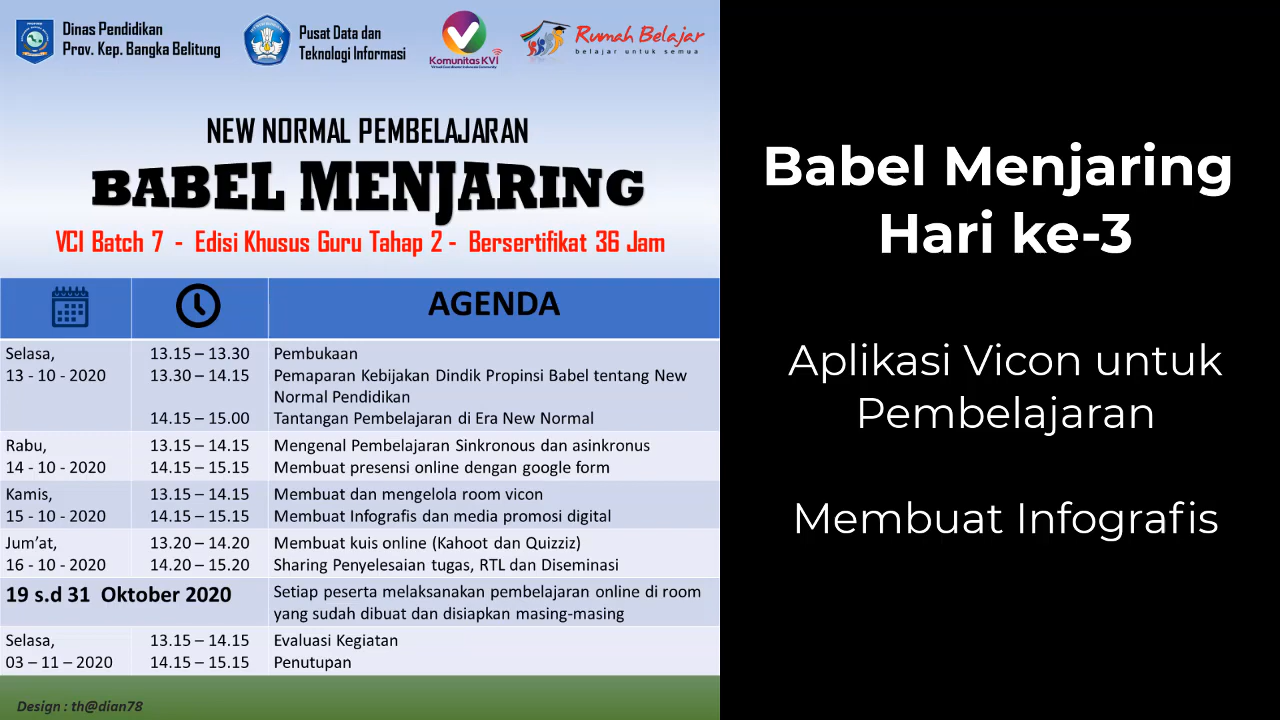 Dinas Pendidikan
Prov. Kep. Bangka Belitung
Pusat Data dan
Teknologi Informasi
Komunitas KVI
Rumah Belajar
belajar untuk semua
NEW NORMAL PEMBELAJARAN
BABEL MENJARING
VCI Batch 7 - Edisi Khusus Guru Tahap 2 - Bersertifikat 36 Jam
AGENDA
Selasa, 13.15 – 13.30 Pembukaan
13 - 10 - 2020 13.30 – 14.15 Pemaparan Kebijakan Dindik Propinsi Babel tentang New
Normal Pendidikan
14.15 – 15.00 Tantangan Pembelajaran di Era New Normal
Rabu, 13.15 – 14.15 Mengenal Pembelajaran Sinkronous dan asinkronus
14 - 10 - 2020 14.15 – 15.15 Membuat presensi online dengan google form
Kamis, 13.15 – 14.15 Membuat dan mengelola room vicon
15 - 10 - 2020 14.15 – 15.15 Membuat Infografis dan media promosi digital
Jum’at, 13.20 – 14.20 Membuat kuis online (Kahoot dan Quizziz)
16 - 10 - 2020 14.20 – 15.20 Sharing Penyelesaian tugas, RTL dan Diseminasi
19 s.d 31 Oktober 2020 Setiap peserta melaksanakan pembelajaran online di room
yang sudah dibuat dan disiapkan masing-masing
Selasa, 13.15 – 14.15 Evaluasi Kegiatan
03 – 11 – 2020 14.15 – 15.15 Penutupan
Design : th@dian78
Babel Menjaring
Hari ke-3
Aplikasi Vicon untuk
Pembelajaran
Membuat Infografis